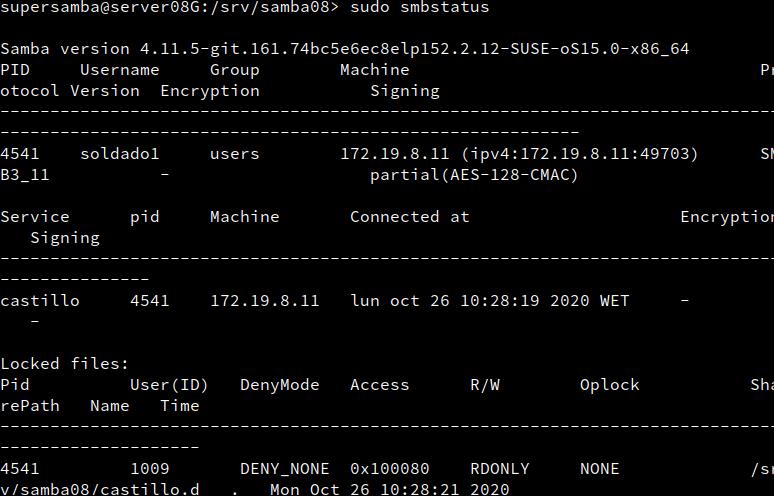 supersamba@server08G:/srv/samba08> sudo smbstatus
Samba version 4.11.5-git.161.74bc5e6ec8elp152.2.12-SUSE-oS15.0-x86_64
PID     Username     Group        Machine                                   Pr
otocol Version  Encryption           Signing
------------------------------------------------------------------------------
----------------------------------------------------------
4541    soldado1     users        172.19.8.11 (ipv4:172.19.8.11:49703)      SM
B3_11           -                    partial(AES-128-CMAC)
Service      pid     Machine       Connected at                     Encryption
   Signing
------------------------------------------------------------------------------
---------------
castillo     4541    172.19.8.11   lun oct 26 10:28:19 2020 WET     -
   -
Locked files:
Pid          User(ID)   DenyMode   Access      R/W        Oplock           Sha
rePath   Name   Time
------------------------------------------------------------------------------
--------------------
4541         1009       DENY_NONE  0x100080    RDONLY     NONE             /sr
v/samba08/castillo.d   .   Mon Oct 26 10:28:21 2020